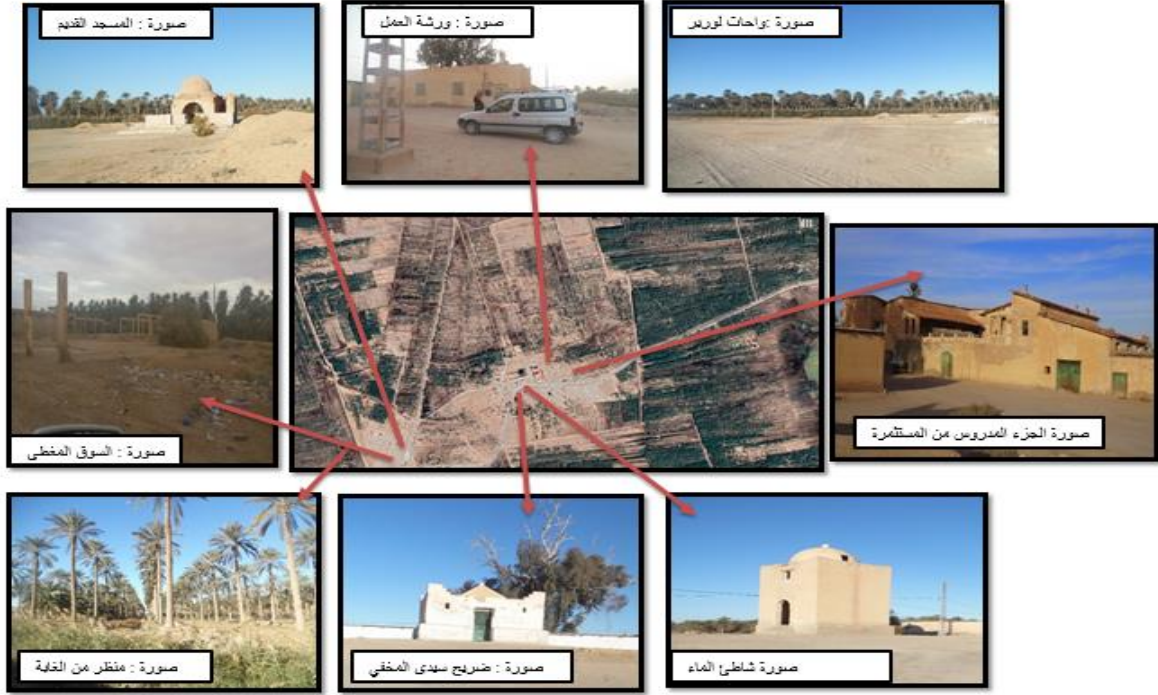 صورة : المسجد القديم
صورة : ورشة العمل
صورة :واحات لورير
صورة : السوق المغطى
صورة الجزء المدروس من المستثمرة
صورة : منظر من الغابة
صورة : ضريح سيدي المخفي
صورة شاطئ الماء